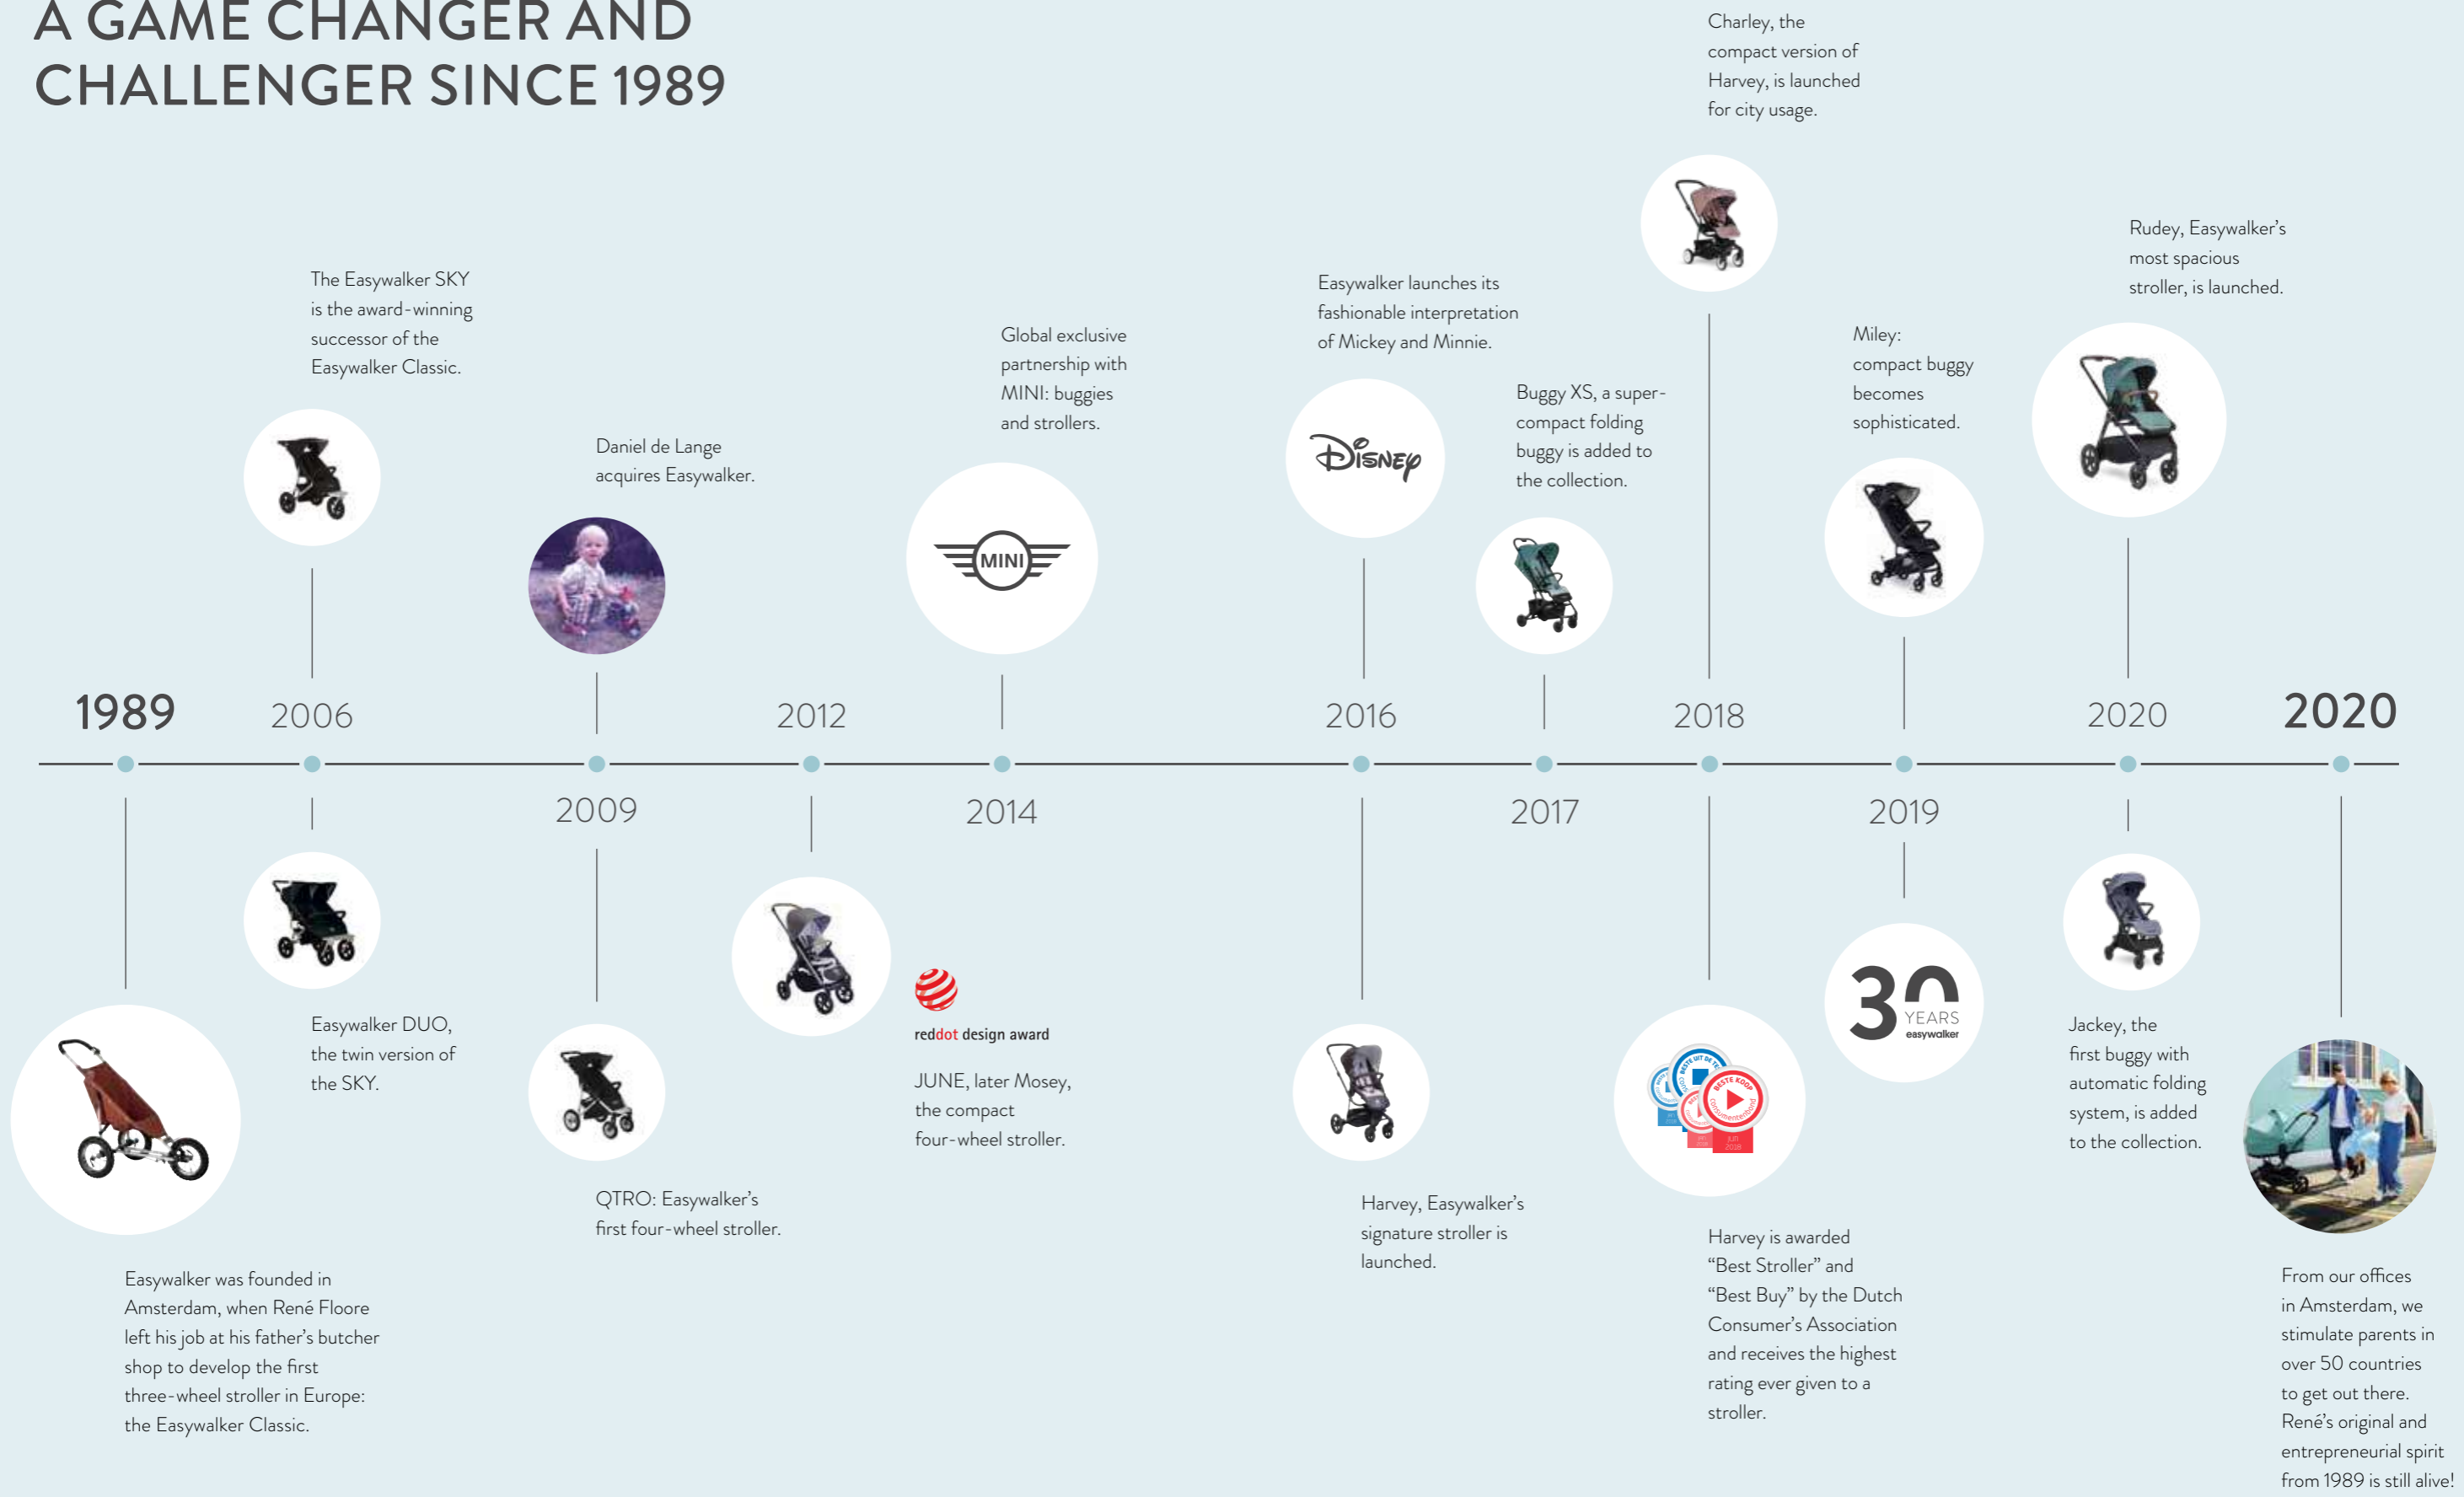 A GAME CHANGER AND
CHALLENGER SINCE 1989
1989
Easywalker was founded in
Amsterdam, when René Floore
left his job at his father's butcher
shop to develop the first
three-wheel stroller in Europe:
the Easywalker Classic.
The Easywalker SKY
is the award-winning
successor of the
Easywalker Classic.
2006
Easywalker DUO,
the twin version of
the SKY.
Daniel de Lange
acquires Easywalker.
2009
QTRO: Easywalker's
first four-wheel stroller.
2012
reddot design award
JUNE, later Mosey,
the compact
four-wheel stroller.
Global exclusive
partnership with
MINI: buggies
and strollers.
MINI
2014
Easywalker launches its
fashionable interpretation
of Mickey and Minnie.
Disney
2016
Harvey, Easywalker's
signature stroller is
launched.
Buggy XS, a super-
compact folding
buggy is added to
the collection.
2017
Charley, the
compact version of
Harvey, is launched
for city usage.
2018
BESTE UIT DE
BESTE KOOP
consumentenbond
JUN
2018
Harvey is awarded
“Best Stroller” and
“Best Buy” by the Dutch
Consumer's Association
and receives the highest
rating ever given to a
stroller.
Miley:
compact buggy
becomes
sophisticated.
2019
30
YEARS
easywalker
Rudey, Easywalker's
most spacious
stroller, is launched.
2020
Jackey, the
first buggy with
automatic folding
system, is added
to the collection.
2020
From our offices
in Amsterdam, we
stimulate parents in
over 50 countries
to get out there.
René's original and
entrepreneurial spirit
from 1989 is still alive!